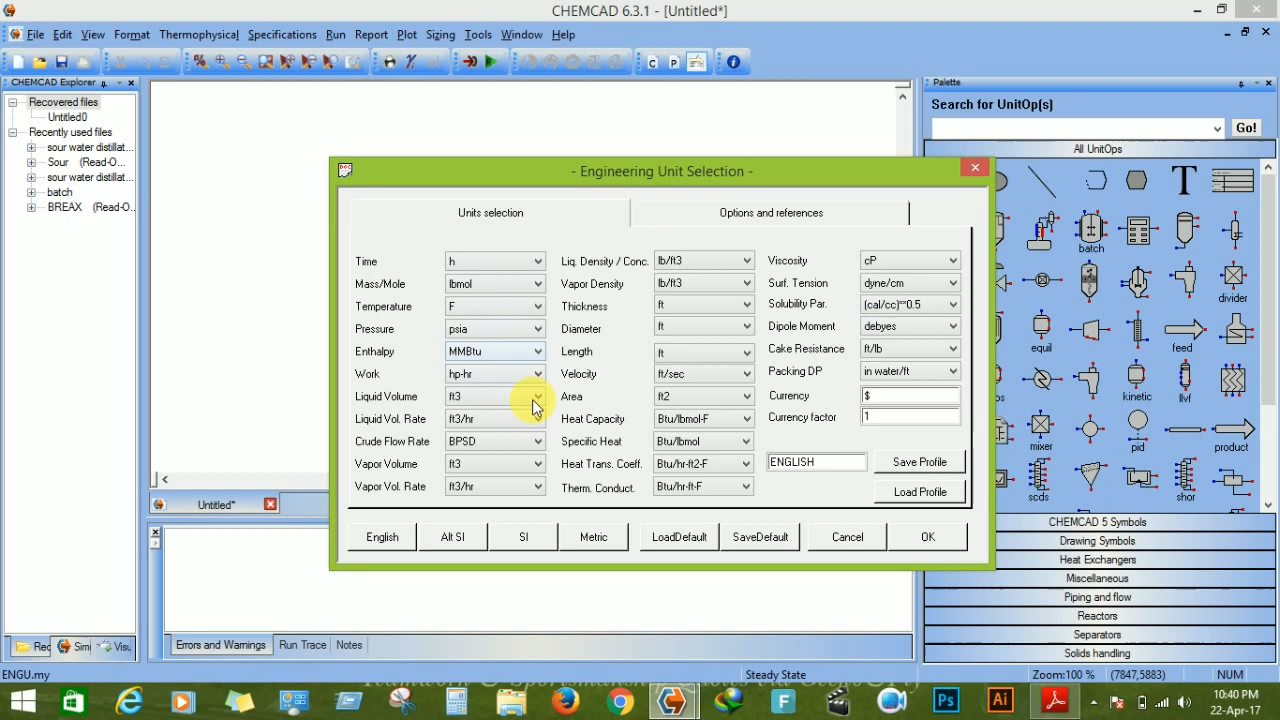 CHEMCAD 6.3.1 - [Untitled*]
File Edit View Format Thermophysical Specifications Run Report Plot Sizing Tools Window Help
C P
CHEMCAD Explorer
Recovered files
Untitled0
Recently used files
sour water distillat...
Sour (Read-O...
sour water distillat...
batch
BREAX (Read-O...
Palette
Search for UnitOp(s)
Go!
All UnitOps
T
batch
divider
equil
feed
kinetic
llvf
mixer
pid
product
scds
shor
CHEMCAD 5 Symbols
Drawing Symbols
Heat Exchangers
Miscellaneous
Piping and flow
Reactors
Separators
Solids handling
- Engineering Unit Selection -
Units selection Options and references
Time h Liq. Density / Conc. lb/ft3 Viscosity cP
Mass/Mole lbmol Vapor Density lb/ft3 Surf. Tension dyne/cm
Temperature F Thickness ft Solubility Par. (cal/cc)**0.5
Pressure psia Diameter ft Dipole Moment debyes
Enthalpy MMBtu Length ft Cake Resistance ft/lb
Work hp-hr Velocity ft/sec Packing DP in water/ft
Liquid Volume ft3 Area ft2 Currency $
Liquid Vol. Rate ft3/hr Heat Capacity Btu/lbmol-F Currency factor 1
Crude Flow Rate BPSD Specific Heat Btu/lbmol
Vapor Volume ft3 Heat Trans. Coeff. Btu/hr-ft2-F ENGLISH Save Profile
Vapor Vol. Rate ft3/hr Therm. Conduct. Btu/hr-ft-F Load Profile
English Alt SI SI Metric LoadDefault SaveDefault Cancel OK
Untitled*
Errors and Warnings Run Trace Notes
Rec Simi Visu
ENGU.my Steady State Zoom:100 % (7847,5883) NUM
F Ps Ai
10:40 PM
22-Apr-17